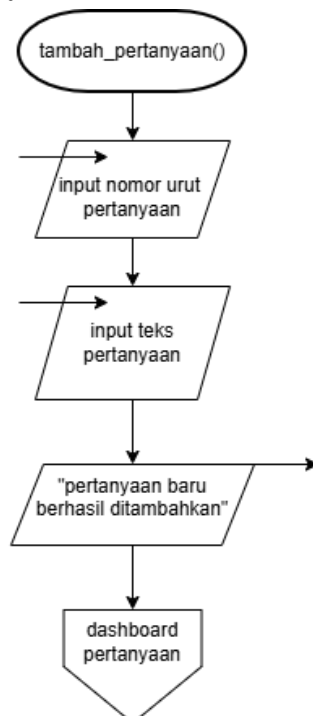 tambah_pertanyaan()
input nomor urut
pertanyaan
input teks
pertanyaan
"pertanyaan baru
berhasil ditambahkan"
dashboard
pertanyaan